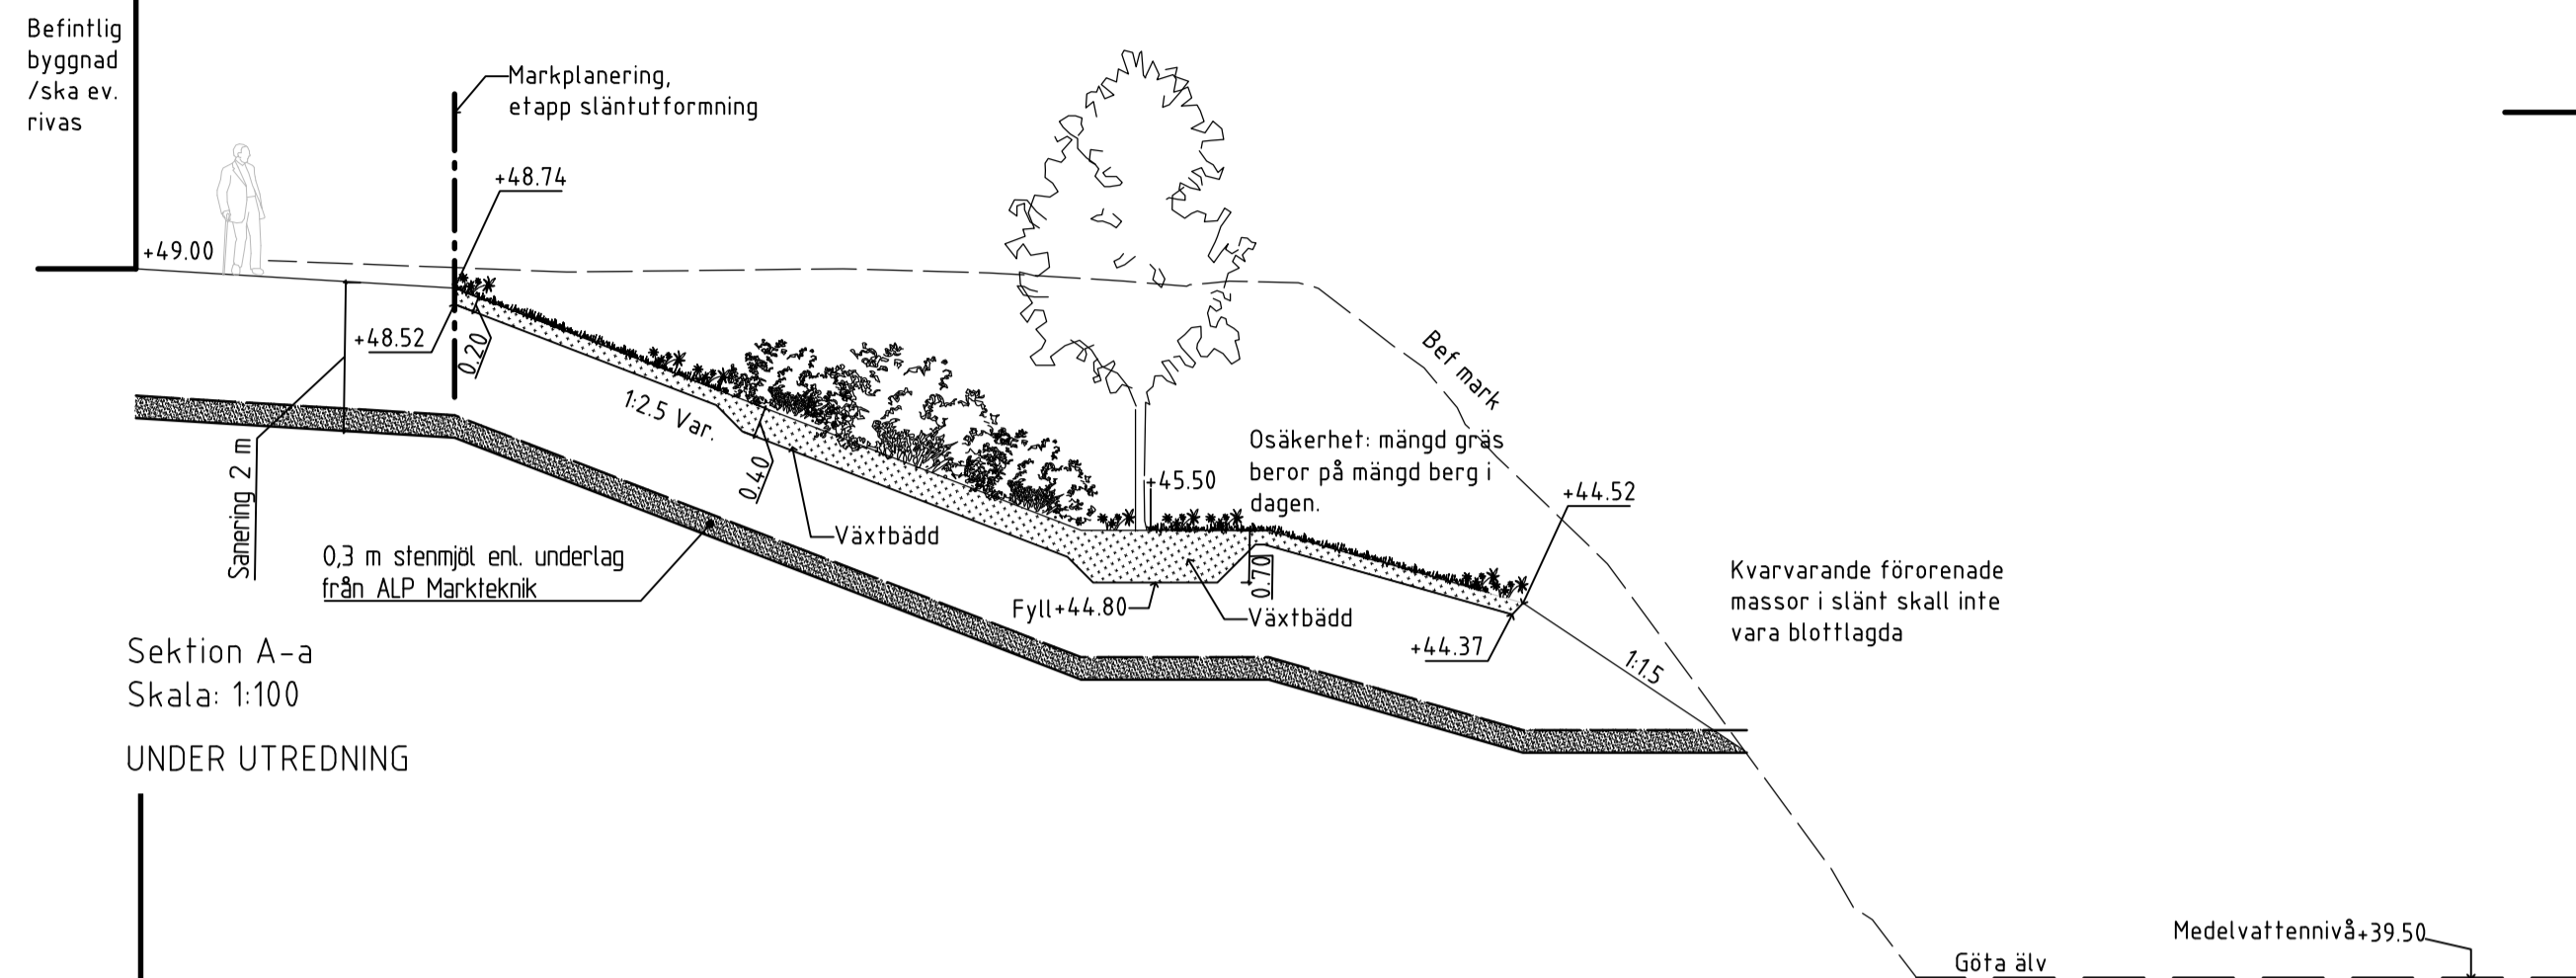 Befintlig
byggnad
/ska ev.
rivas
Markplanering,
etapp släntutformning
+48.74
+49.00
+48.52
0.20
1:2.5 Var.
0.40
Bef mark
Osäkerhet: mängd gräs
beror på mängd berg i
dagen.
+45.50
+44.52
Sanering 2 m
Växtbädd
0,3 m stenmjöl enl. underlag
från ALP Markteknik
0.70
Fyll+44.80
Växtbädd
+44.37
1:1.5
Kvarvarande förorenade
massor i slänt skall inte
vara blottlagda
Sektion A-a
Skala: 1:100
UNDER UTREDNING
Medelvattennivå+39.50
Göta älv